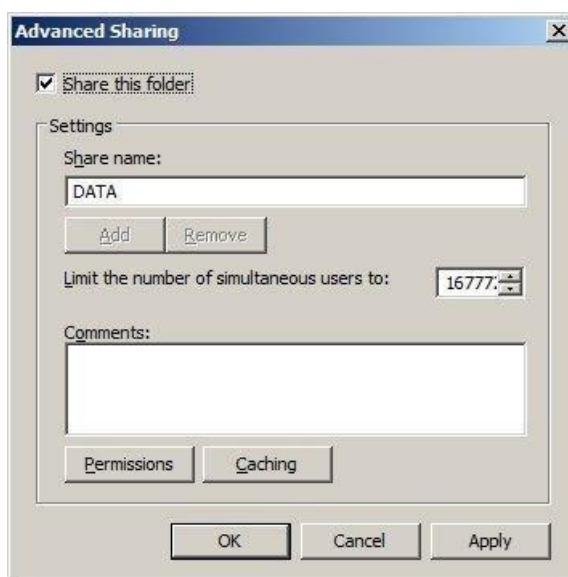 Advanced Sharing
Share this folder
Settings
Share name:
DATA
Add Remove
Limit the number of simultaneous users to:
Comments:
Permissions Caching
OK Cancel Apply